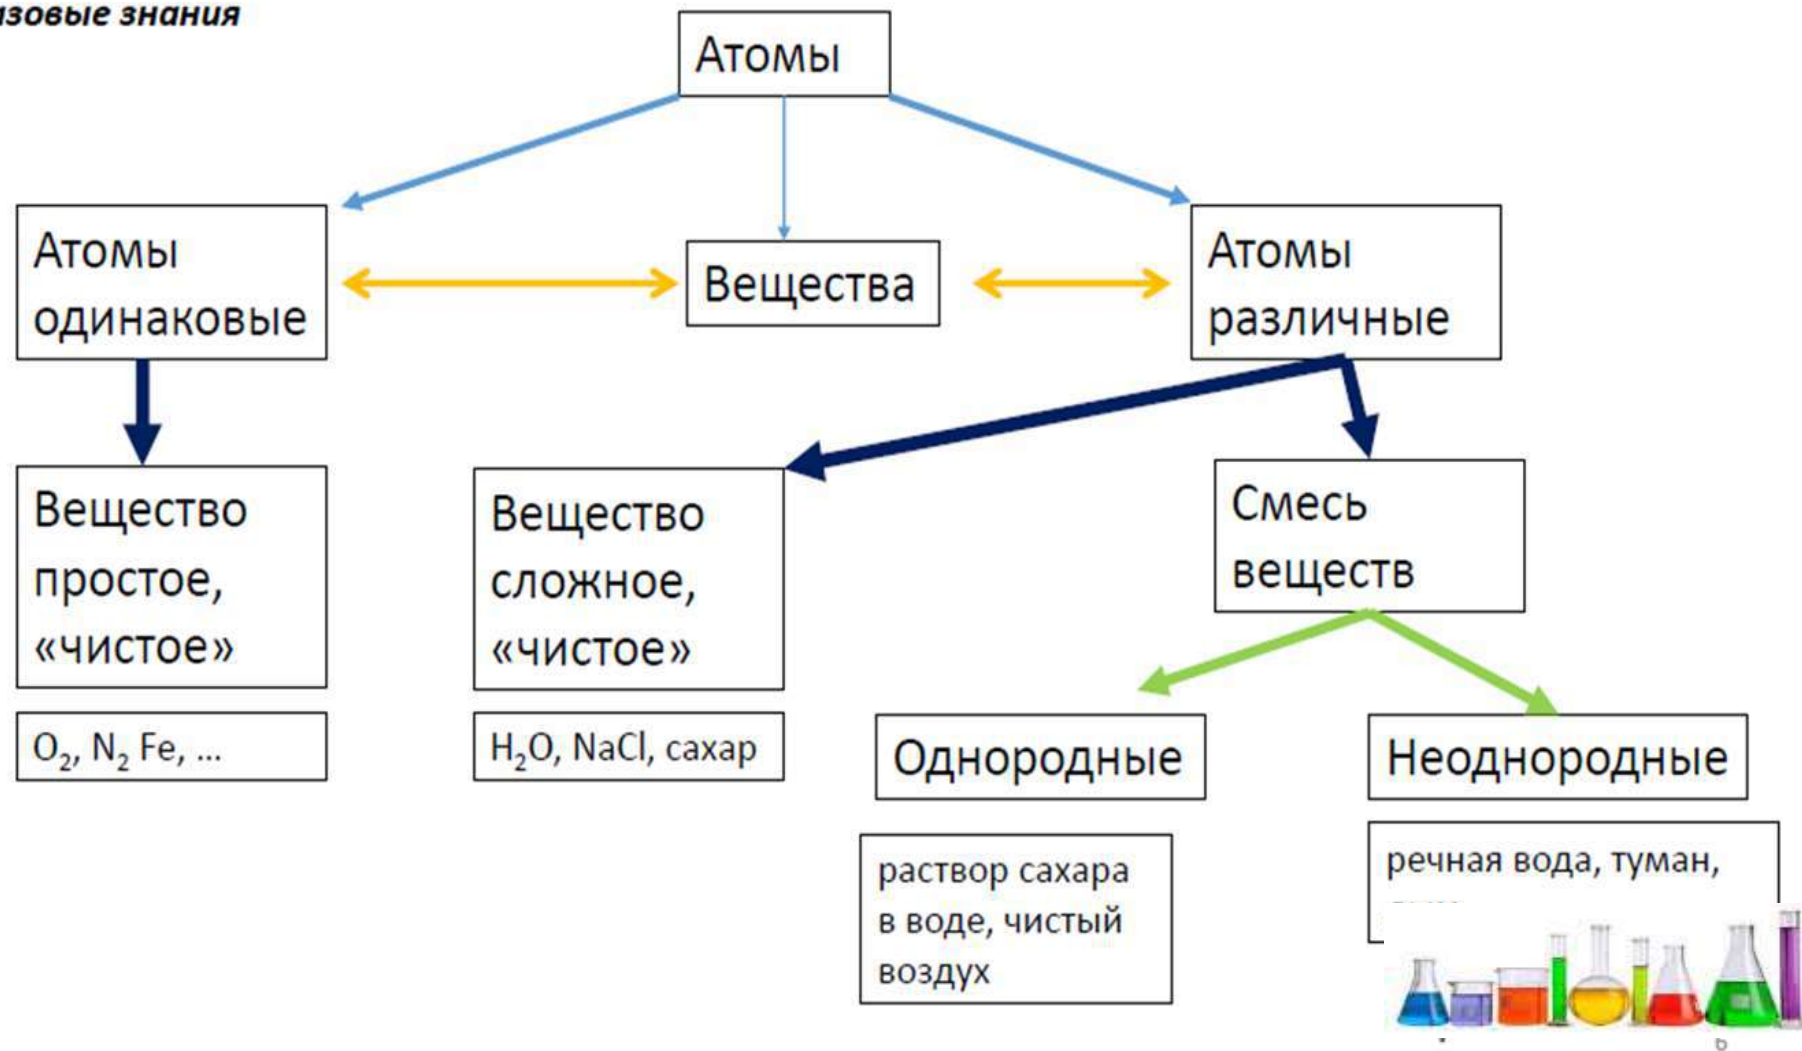 азовые знания
Атомы
Атомы
одинаковые
Вещества
Атомы
различные
Вещество
простое,
«чистое»
Вещество
сложное,
«чистое»
Смесь
веществ
O₂, N₂ Fe, ...
H₂O, NaCl, сахар
Однородные
Неоднородные
раствор сахара
в воде, чистый
воздух
речная вода, туман,